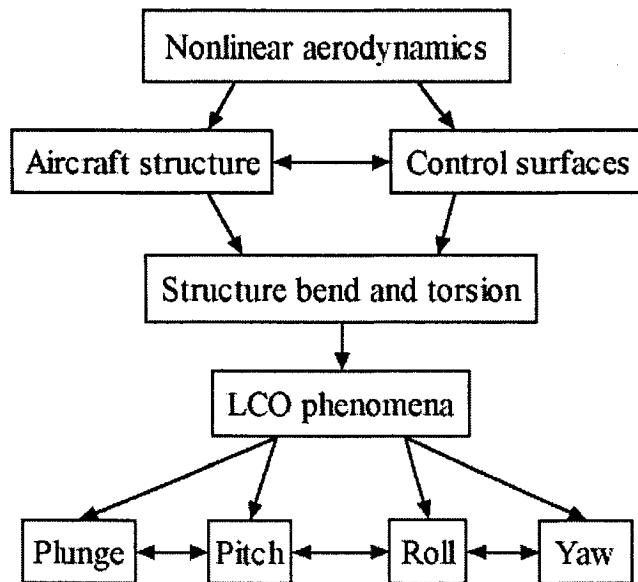 Nonlinear aerodynamics
Aircraft structure
Control surfaces
Structure bend and torsion
LCO phenomena
Plunge
Pitch
Roll
Yaw